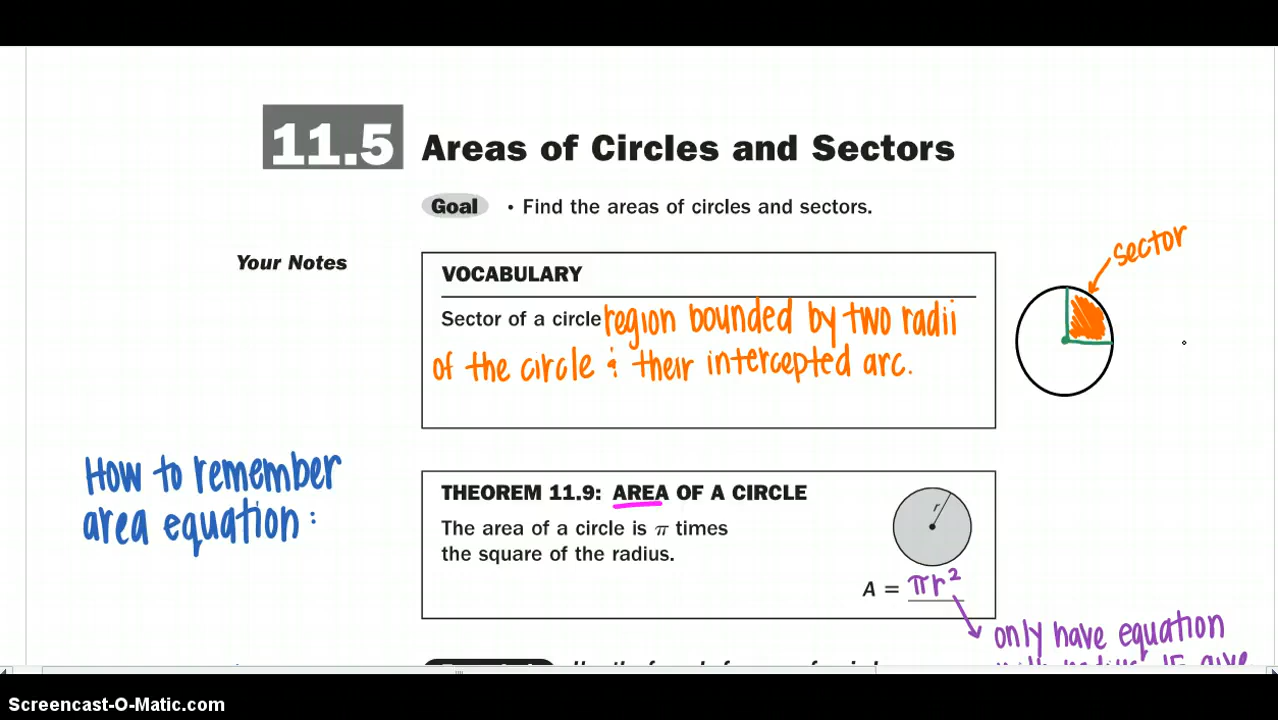 11.5 Areas of Circles and Sectors
Goal • Find the areas of circles and sectors.
Your Notes
VOCABULARY
Sector of a circle region bounded by two radii
of the circle & their intercepted arc.
sector
How to remember
area equation:
THEOREM 11.9: AREA OF A CIRCLE
The area of a circle is π times
the square of the radius.
r
A = πr²
only have equation
Screencast-O-Matic.com